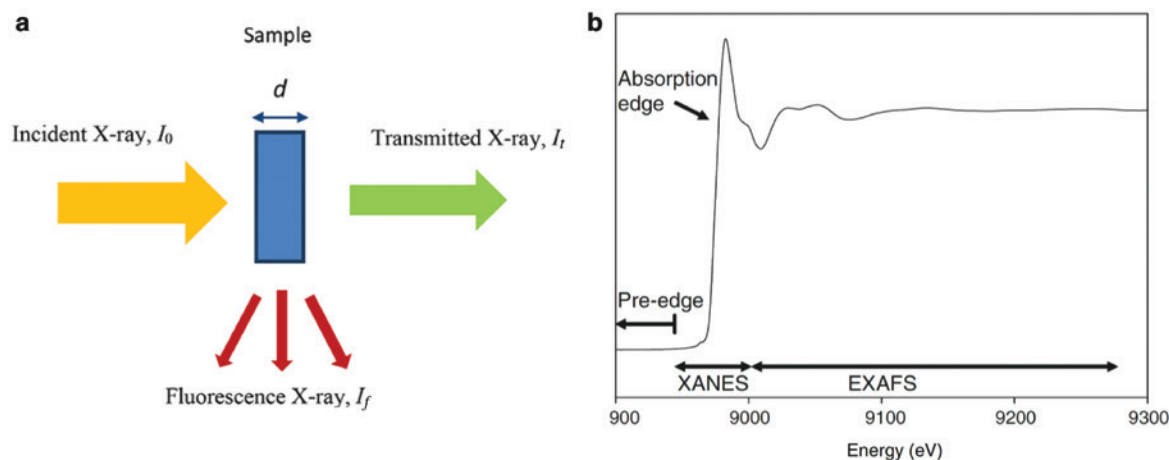 a
Sample
d
Incident X-ray, I0
Transmitted X-ray, It
Fluorescence X-ray, If
b
Absorption
edge
Pre-edge
XANES
EXAFS
900
9000
9100
9200
9300
Energy (eV)